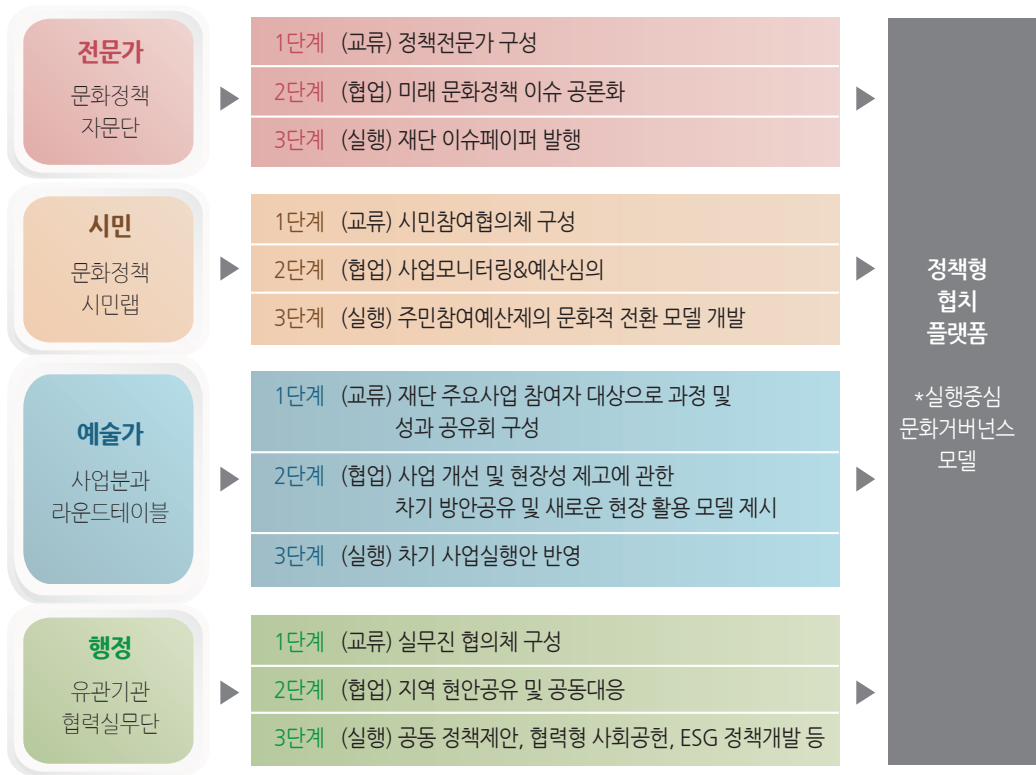 전문가
문화정책
자문단
1단계 (교류) 정책전문가 구성
2단계 (협업) 미래 문화정책 이슈 공론화
3단계 (실행) 재단 이슈페이퍼 발행
시민
문화정책
시민랩
1단계 (교류) 시민참여협의체 구성
2단계 (협업) 사업모니터링&예산심의
3단계 (실행) 주민참여예산제의 문화적 전환 모델 개발
예술가
사업분과
라운드테이블
1단계 (교류) 재단 주요사업 참여자 대상으로 과정 및
성과 공유회 구성
2단계 (협업) 사업 개선 및 현장성 제고에 관한
차기 방안공유 및 새로운 현장 활용 모델 제시
3단계 (실행) 차기 사업실행안 반영
행정
유관기관
협력실무단
1단계 (교류) 실무진 협의체 구성
2단계 (협업) 지역 현안공유 및 공동대응
3단계 (실행) 공동 정책제안, 협력형 사회공헌, ESG 정책개발 등
정책형
협치
플랫폼
*실행중심
문화거버넌스
모델